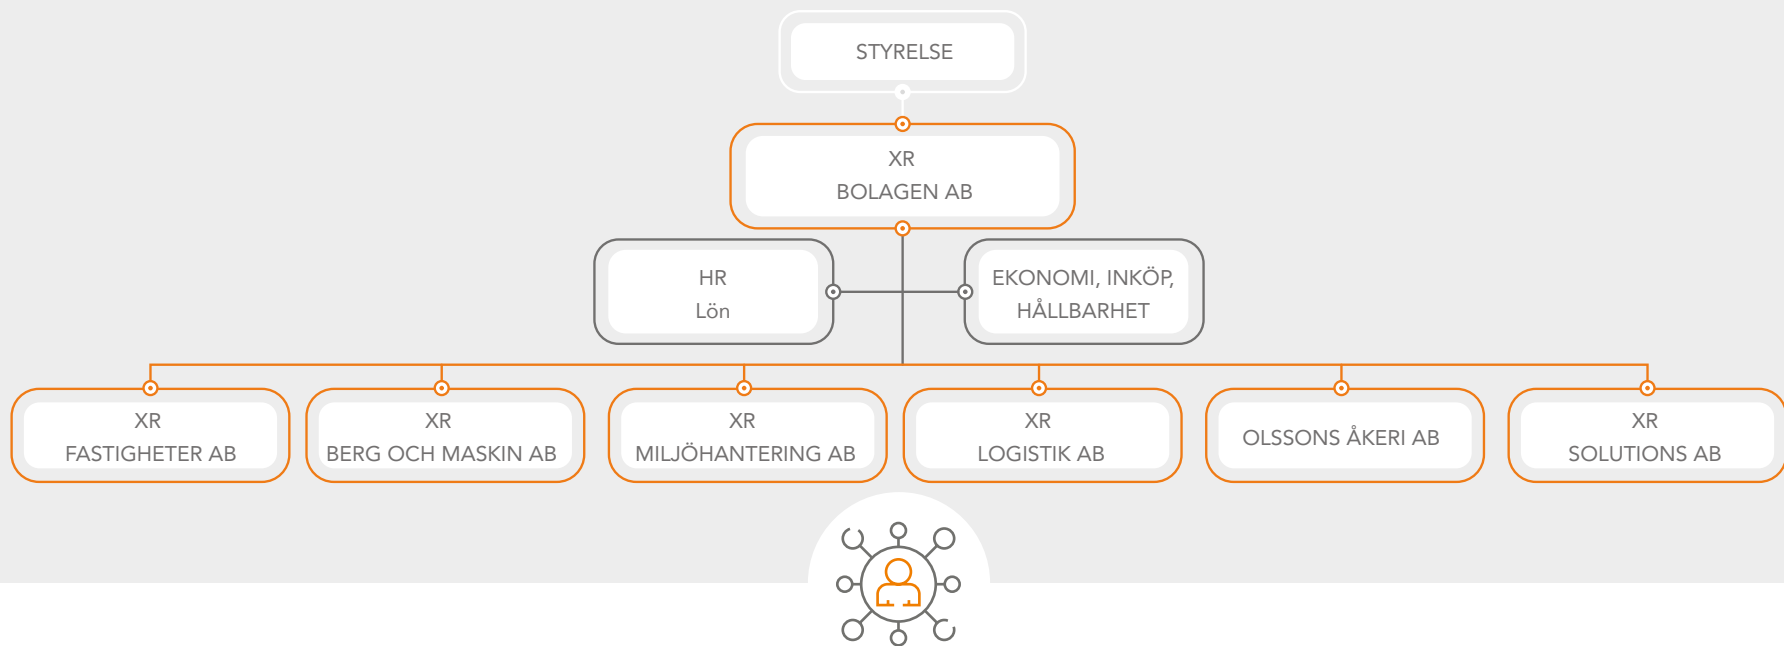 STYRELSE
XR
BOLAGEN AB
HR
Lön
EKONOMI, INKÖP,
HÅLLBARHET
XR
FASTIGHETER AB
XR
BERG OCH MASKIN AB
XR
MILJÖHANTERING AB
XR
LOGISTIK AB
OLSSONS ÅKERI AB
XR
SOLUTIONS AB